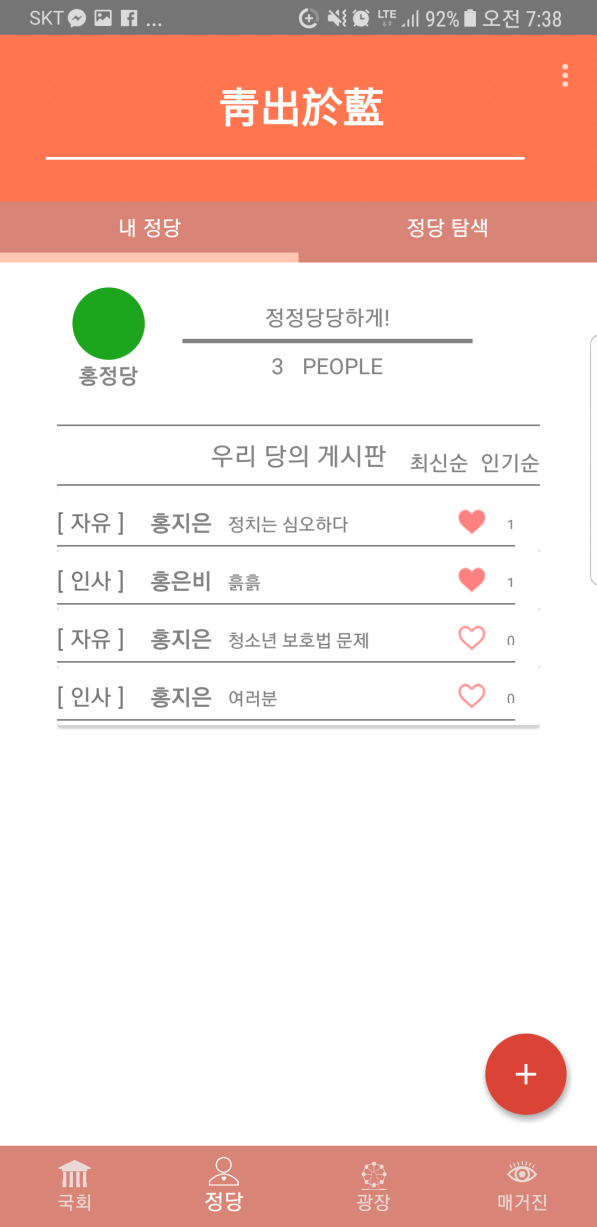 SKT ... LTE 92% 오전 7:38
靑出於藍
내 정당 정당 탐색
정정당당하게!
홍정당 3 PEOPLE
우리 당의 게시판 최신순 인기순
[ 자유 ] 홍지은 정치는 심오하다 1
[ 인사 ] 홍은비 흙흙 1
[ 자유 ] 홍지은 청소년 보호법 문제 0
[ 인사 ] 홍지은 여러분 0
+
국회 정당 광장 매거진